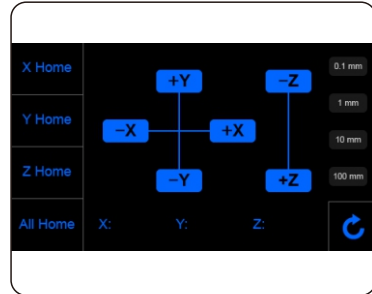 X Home
Y Home
Z Home
All Home
+Y
−X
+X
−Y
−Z
+Z
X:
Y:
Z:
0.1 mm
1 mm
10 mm
100 mm